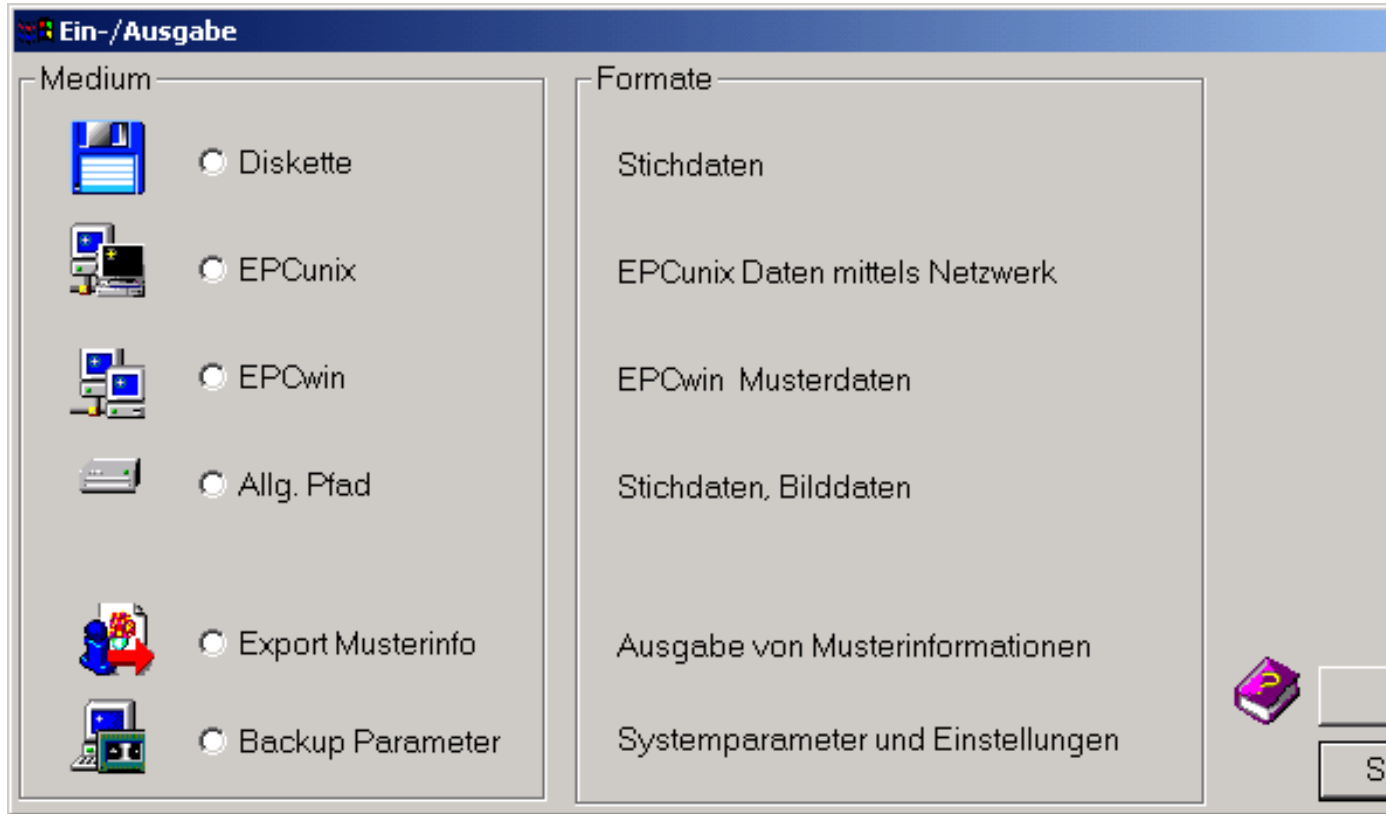 Ein-/Ausgabe
Medium
Formate
Diskette
Stichdaten
EPCunix
EPCunix Daten mittels Netzwerk
EPCwin
EPCwin Musterdaten
Allg. Pfad
Stichdaten, Bilddaten
Export Musterinfo
Ausgabe von Musterinformationen
Backup Parameter
Systemparameter und Einstellungen